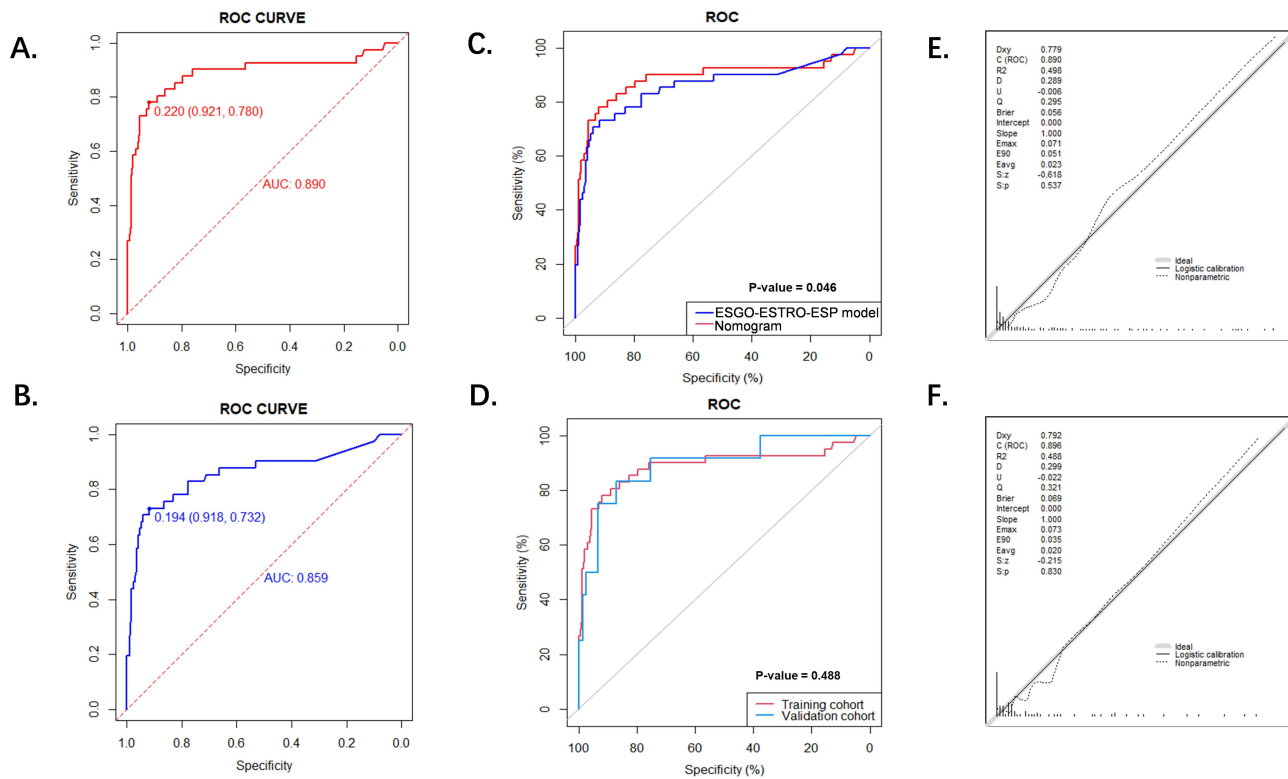 A.
ROC CURVE
1.0
0.8
0.6
0.4
0.2
0.0
Sensitivity
0.220 (0.921, 0.780)
AUC: 0.890
1.0 0.8 0.6 0.4 0.2 0.0
Specificity
B.
ROC CURVE
1.0
0.8
0.6
0.4
0.2
0.0
Sensitivity
0.194 (0.918, 0.732)
AUC: 0.859
1.0 0.8 0.6 0.4 0.2 0.0
Specificity
C.
ROC
100
80
60
40
20
0
Sensitivity (%)
P-value = 0.046
ESGO-ESTRO-ESP model
Nomogram
100 80 60 40 20 0
Specificity (%)
D.
ROC
100
80
60
40
20
0
Sensitivity (%)
P-value = 0.488
Training cohort
Validation cohort
100 80 60 40 20 0
Specificity (%)
E.
Dxy 0.779
C (ROC) 0.890
R2 0.498
D 0.289
U -0.006
Q 0.295
Brier 0.056
Intercept 0.000
Slope 1.000
Emax 0.071
E90 0.051
Eavg 0.023
S:z -0.618
S:p 0.537
Ideal
Logistic calibration
Nonparametric
F.
Dxy 0.792
C (ROC) 0.896
R2 0.488
D 0.299
U -0.022
Q 0.321
Brier 0.069
Intercept 0.000
Slope 1.000
Emax 0.073
E90 0.035
Eavg 0.020
S:z -0.215
S:p 0.830
Ideal
Logistic calibration
Nonparametric